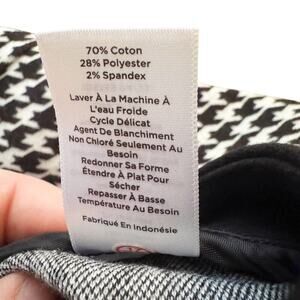 70% Coton
28% Polyester
2% Spandex
Laver À La Machine À
L'eau Froide
Cycle Délicat
Agent De Blanchiment
Non Chloré Seulement Au
Besoin
Redonner Sa Forme
Étendre À Plat Pour
Sécher
Repasser À Basse
Température Au Besoin
Fabriqué En Indonésie